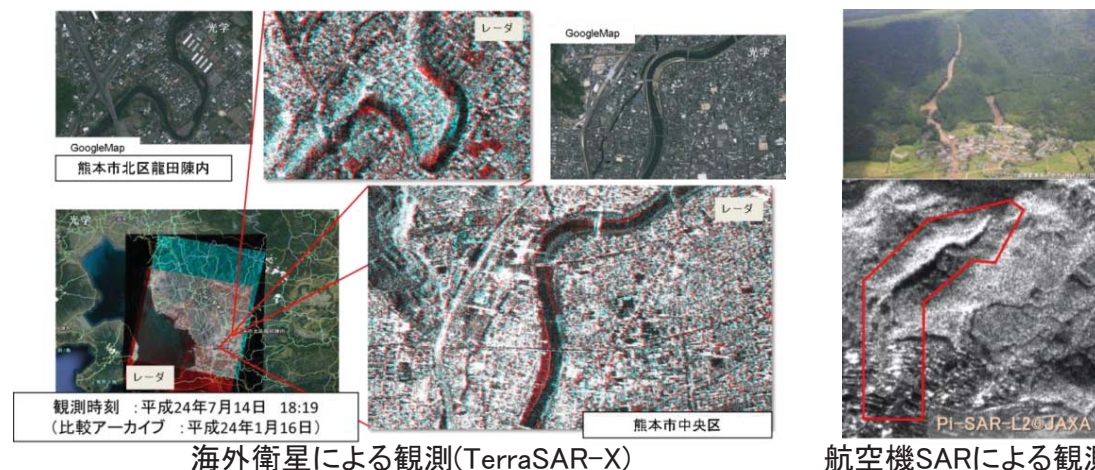 光学
GoogleMap
熊本市北区龍田陳内
レーダ
GoogleMap
光学
光学
レーダ
レーダ
観測時刻 :平成24年7月14日 18:19
(比較アーカイブ :平成24年1月16日)
熊本市中央区
海外衛星による観測(TerraSAR-X)
PI-SAR-L2©JAXA
航空機SARによる観測